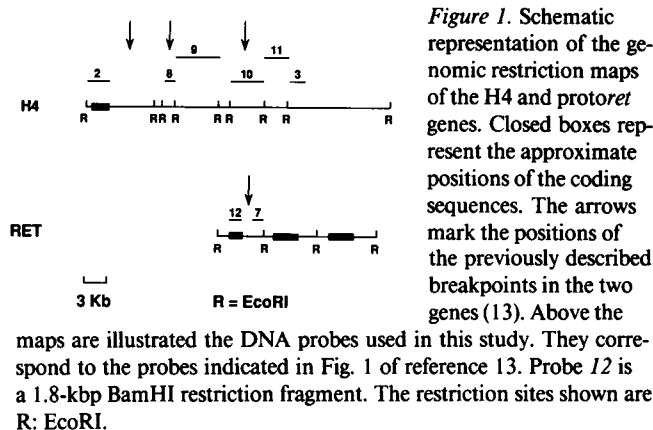 Figure 1. Schematic
representation of the ge-
nomic restriction maps
of the H4 and protoret
genes. Closed boxes rep-
resent the approximate
positions of the coding
sequences. The arrows
mark the positions of
the previously described
breakpoints in the two
genes (13). Above the
maps are illustrated the DNA probes used in this study. They corre-
spond to the probes indicated in Fig. 1 of reference 13. Probe 12 is
a 1.8-kbp BamHI restriction fragment. The restriction sites shown are
R: EcoRI.
9 11
2 8 10 3
H4
R R R R R R R R R
12 7
RET
R R R R
3 Kb R = EcoRI